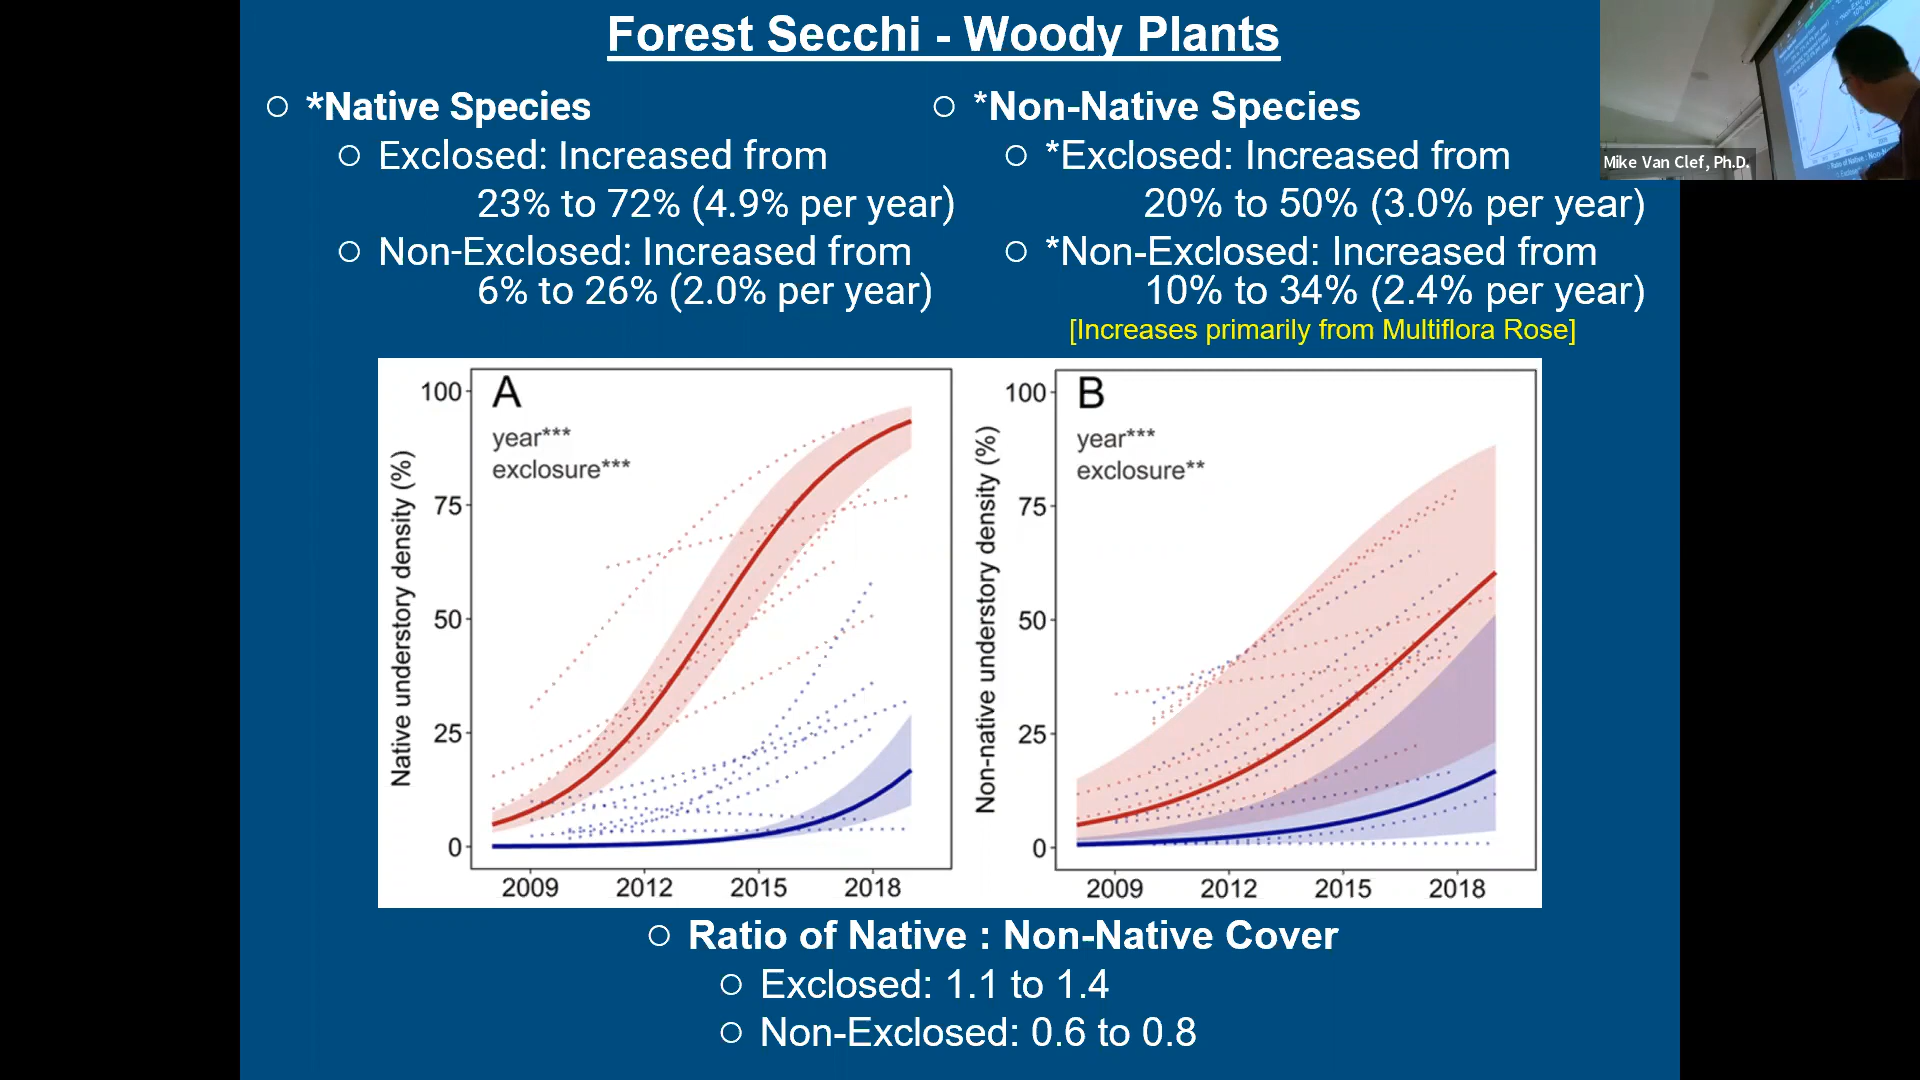 Forest Secchi - Woody Plants
*Native Species
Exclosed: Increased from
23% to 72% (4.9% per year)
Non-Exclosed: Increased from
6% to 26% (2.0% per year)
*Non-Native Species
*Exclosed: Increased from
20% to 50% (3.0% per year)
*Non-Exclosed: Increased from
10% to 34% (2.4% per year)
[Increases primarily from Multiflora Rose]
Mike Van Clef, Ph.D.
A
year***
exclosure***
Native understory density (%)
100
75
50
25
0
2009 2012 2015 2018
B
year***
exclosure**
Non-native understory density (%)
100
75
50
25
0
2009 2012 2015 2018
Ratio of Native : Non-Native Cover
Exclosed: 1.1 to 1.4
Non-Exclosed: 0.6 to 0.8